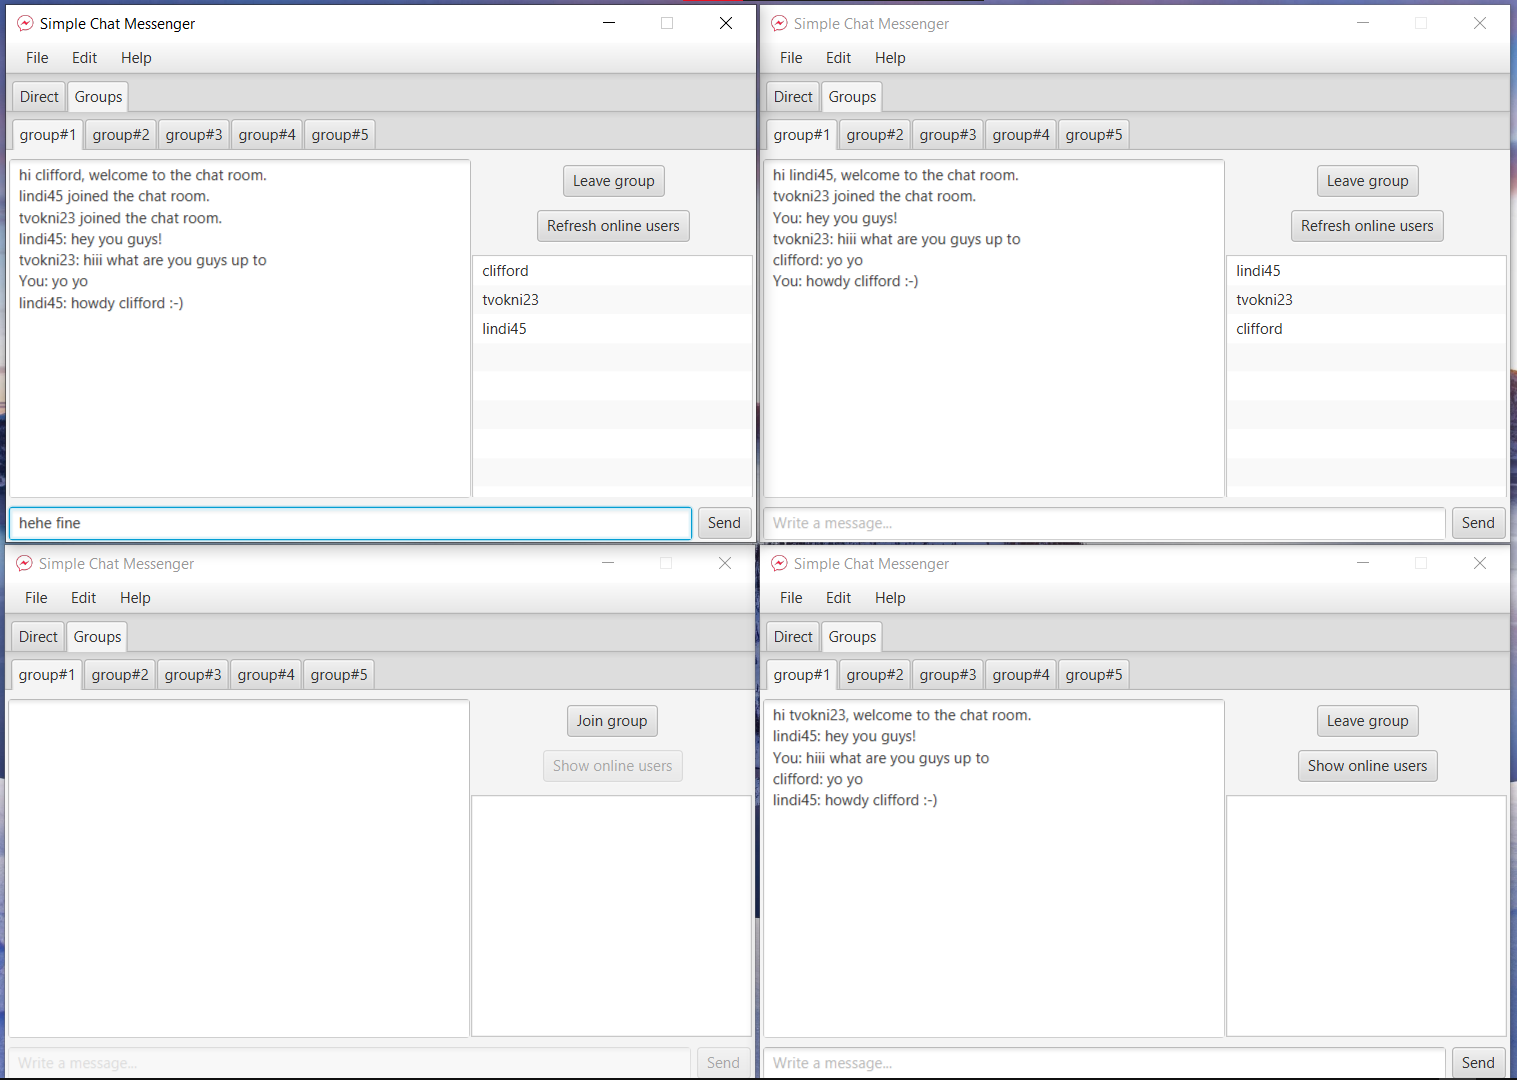 Simple Chat Messenger
File Edit Help
Direct Groups
group#1 group#2 group#3 group#4 group#5
hi clifford, welcome to the chat room.
lindi45 joined the chat room.
tvokni23 joined the chat room.
lindi45: hey you guys!
tvokni23: hiii what are you guys up to
You: yo yo
lindi45: howdy clifford :-)
Leave group
Refresh online users
clifford
tvokni23
lindi45
hehe fine
Send
Simple Chat Messenger
File Edit Help
Direct Groups
group#1 group#2 group#3 group#4 group#5
hi lindi45, welcome to the chat room.
tvokni23 joined the chat room.
You: hey you guys!
tvokni23: hiii what are you guys up to
clifford: yo yo
You: howdy clifford :-)
Leave group
Refresh online users
lindi45
tvokni23
clifford
Write a message...
Send
Simple Chat Messenger
File Edit Help
Direct Groups
group#1 group#2 group#3 group#4 group#5
Join group
Show online users
Write a message...
Send
Simple Chat Messenger
File Edit Help
Direct Groups
group#1 group#2 group#3 group#4 group#5
hi tvokni23, welcome to the chat room.
lindi45: hey you guys!
You: hiii what are you guys up to
clifford: yo yo
lindi45: howdy clifford :-)
Leave group
Show online users
Write a message...
Send